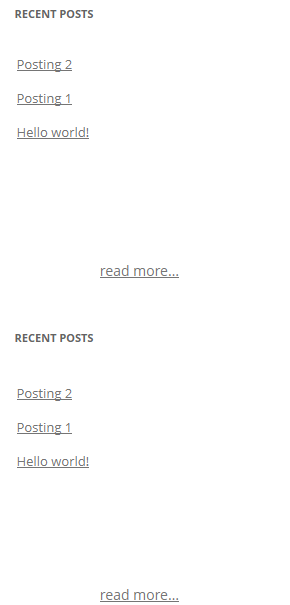 RECENT POSTS
Posting 2
Posting 1
Hello world!
read more...
RECENT POSTS
Posting 2
Posting 1
Hello world!
read more...